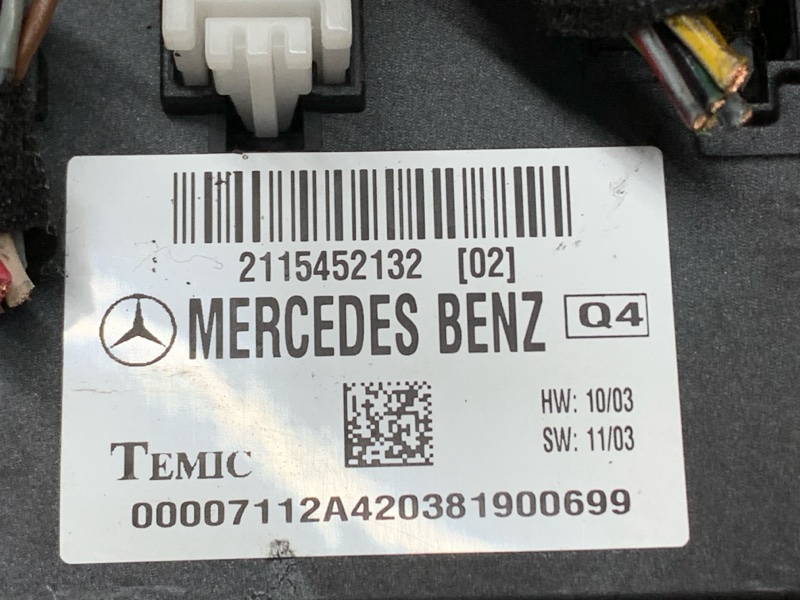 2115452132 [02]
MERCEDES BENZ Q4
HW: 10/03
SW: 11/03
TEMIC
00007112A420381900699